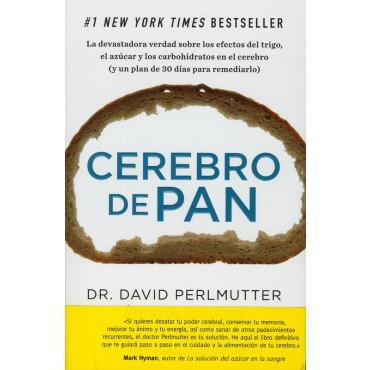 #1 NEW YORK TIMES BESTSELLER
La devastadora verdad sobre los efectos del trigo,
el azúcar y los carbohidratos en el cerebro
(y un plan de 30 días para remediarlo)
CEREBRO
DE PAN
DR. DAVID PERLMUTTER
«Si quieres desatar tu poder cerebral, conservar tu memoria,
mejorar tu ánimo y tu energía, así como sanar de otros padecimientos
recurrentes, el doctor Perlmutter es tu solución. He aquí el libro definitivo
que te guiará paso a paso en el cuidado y la alimentación de tu cerebro.»
Mark Hyman, autor de La solución del azúcar en la sangre